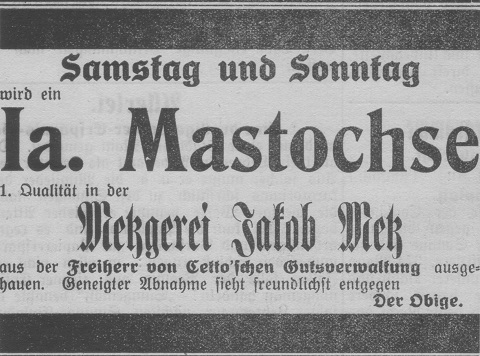 Samstag und Sonntag
wird ein
Ia. Mastochse
1. Qualität in der
Metzgerei Jakob Metz
aus der Freiherr von Cetto'schen Gutsverwaltung ausge-
hauen. Geneigter Abnahme sieht freundlichst entgegen
Der Obige.